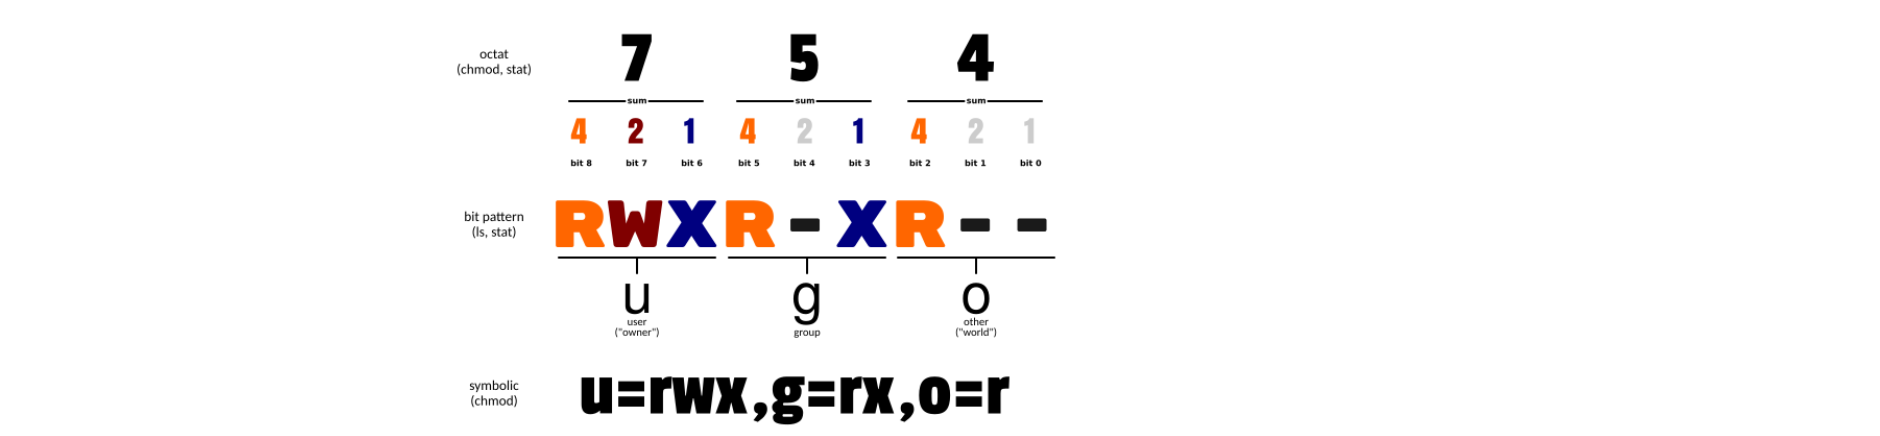 octat
(chmod, stat)
7 5 4
sum sum sum
4 2 1 4 2 1 4 2 1
bit 8 bit 7 bit 6 bit 5 bit 4 bit 3 bit 2 bit 1 bit 0
bit pattern
(ls, stat)
RWXR-XR--
u g o
user group other
("owner") ("world")
symbolic
(chmod)
u=rwx,g=rx,o=r